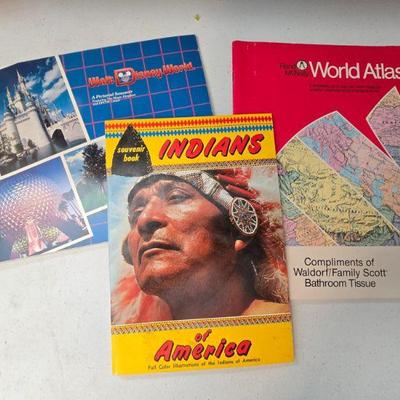 Walt Disney World.
A Pictorial Souvenir
Rand McNally
World Atlas
souvenir book
INDIANS
of
America
Full Color Illustrations of the Indians of America
Compliments of
Waldorf/Family Scott
Bathroom Tissue